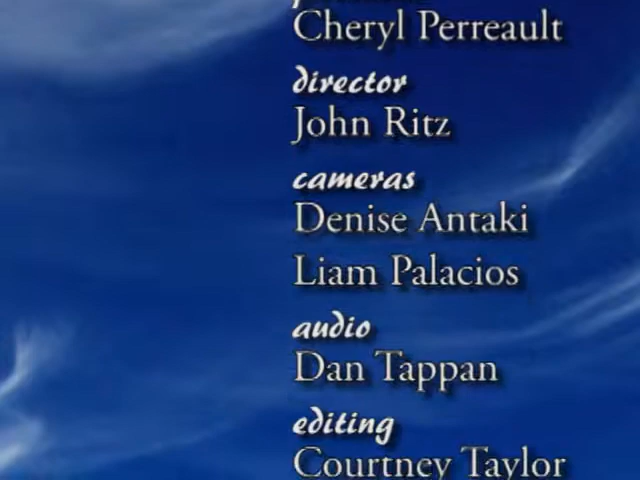 Cheryl Perreault
director
John Ritz
cameras
Denise Antaki
Liam Palacios
audio
Dan Tappan
editing
Courtney Taylor